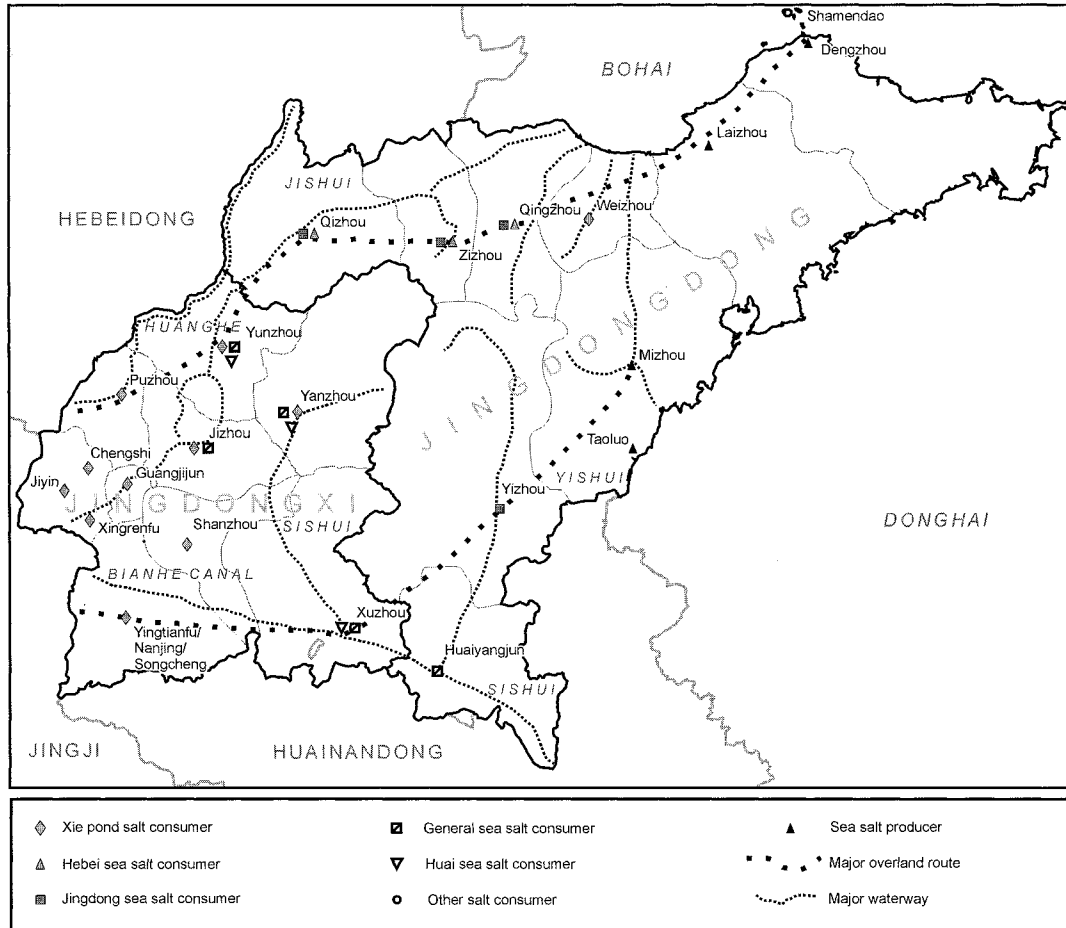 Shamendao
Dengzhou
BOHAI
Laizhou
JISHUI
HEBEIDONG
Qizhou
Qingzhou
Weizhou
Zizhou
JINGDONGDONG
HUANGHE
Yunzhou
Mizhou
Puzhou
Yanzhou
Taoluo
Jizhou
Chengshi
Guangjijun
Jiyin
YISHUI
Yizhou
JINGDONGXI
Xingrenfu
Shanzhou
SISHUI
DONGHAI
BIANHE CANAL
Xuzhou
Yingtianfu/
Nanjing/
Songcheng
Huaiyangjun
SISHUI
JINGJI
HUAINANDONG
Xie pond salt consumer
General sea salt consumer
Sea salt producer
Hebei sea salt consumer
Huai sea salt consumer
Major overland route
Jingdong sea salt consumer
Other salt consumer
Major waterway